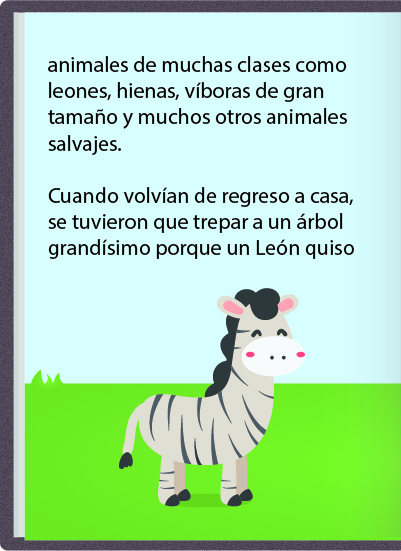 animales de muchas clases como
leones, hienas, víboras de gran
tamaño y muchos otros animales
salvajes.
Cuando volvían de regreso a casa,
se tuvieron que trepar a un árbol
grandísimo porque un León quiso